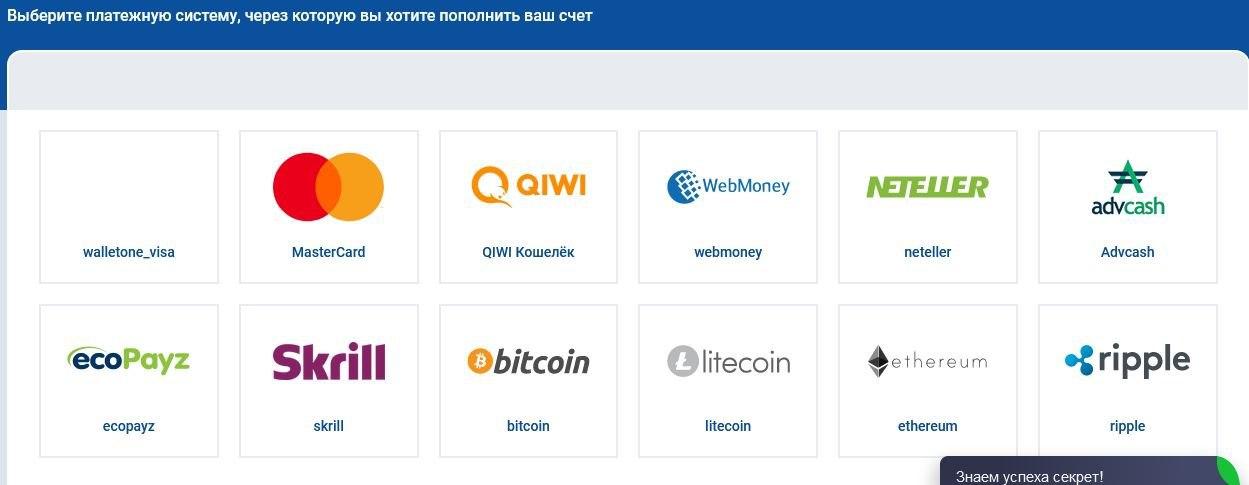 Выберите платежную систему, через которую вы хотите пополнить ваш счет
QIWI
WebMoney
NETELLER
advcash
walletone_visa
MasterCard
QIWI Кошелёк
webmoney
neteller
Advcash
ecoPayz
Skrill
bitcoin
litecoin
ethereum
ripple
ecopayz
skrill
bitcoin
litecoin
ethereum
ripple
Знаем успеха секрет!